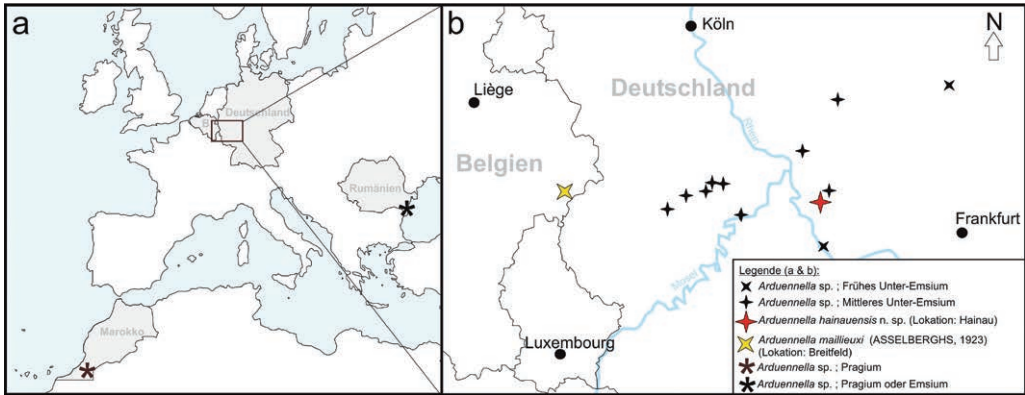 a
Deutschland
B
Rumänien
Marokko
b
N
Köln
Liège
Deutschland
Rhein
Belgien
Frankfurt
Mosel
Luxembourg
Legende (a & b):
Arduennella sp. ; Frühes Unter-Emsium
Arduennella sp. ; Mittleres Unter-Emsium
Arduennella hainauensis n. sp. (Lokation: Hainau)
Arduennella maillieuxi (ASSELBERGHS, 1923)
(Lokation: Breitfeld)
Arduennella sp. ; Pragium
Arduennella sp. ; Pragium oder Emsium